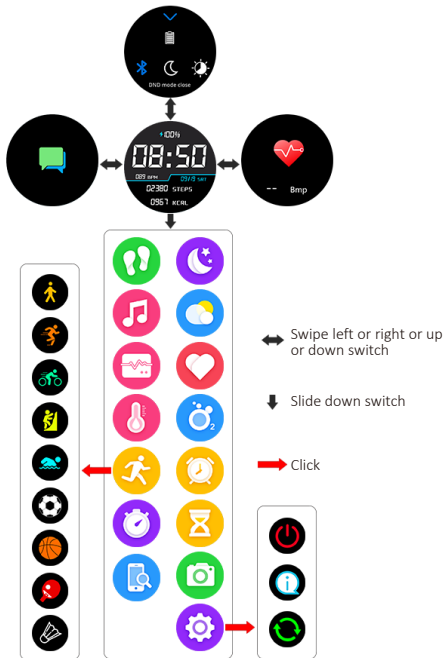 DND mode close
100%
08:50
089 BPM
09/19 SAT
02380 STEPS
0967 KCAL
-- Bmp
2
Swipe left or right or up
or down switch
Slide down switch
Click